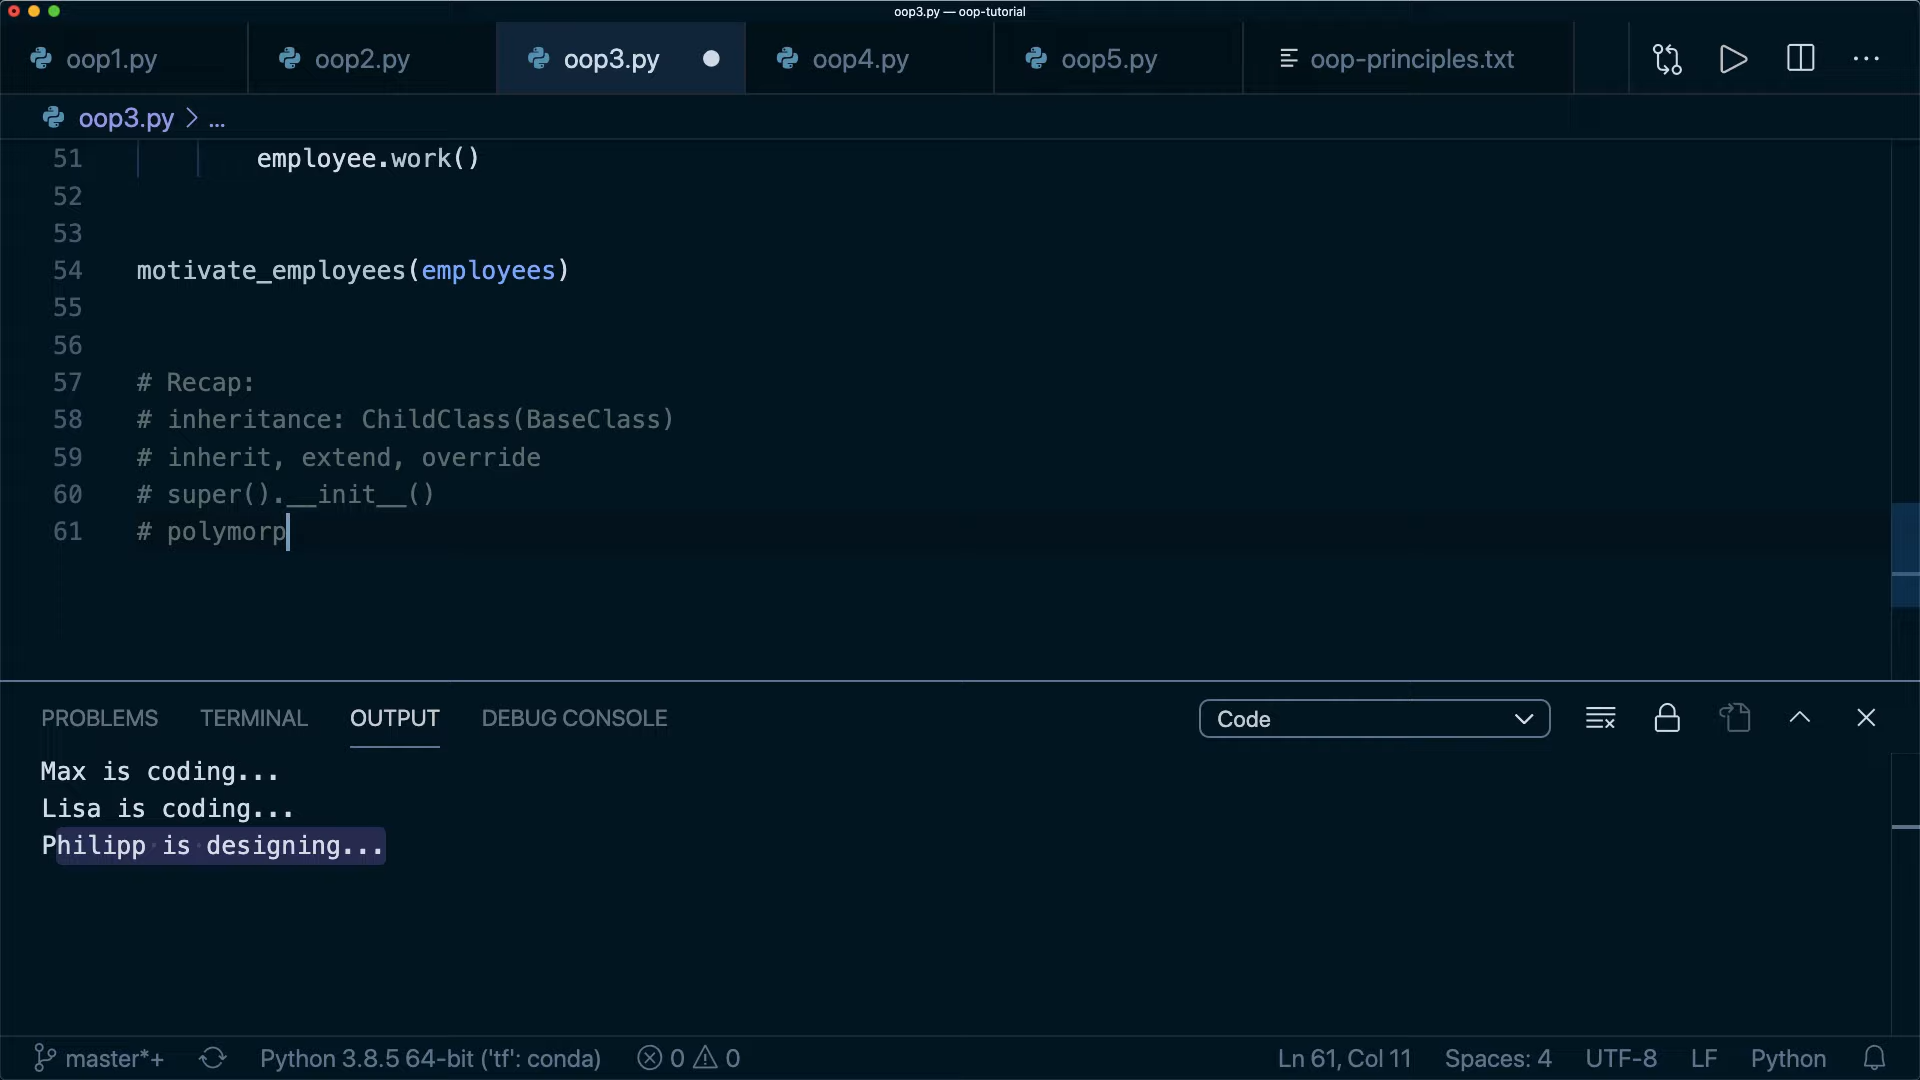 oop3.py — oop-tutorial
oop1.py
oop2.py
oop3.py
oop4.py
oop5.py
oop-principles.txt
oop3.py > ...
51 employee.work()
52
53
54 motivate_employees(employees)
55
56
57 # Recap:
58 # inheritance: ChildClass(BaseClass)
59 # inherit, extend, override
60 # super().__init__()
61 # polymorp
PROBLEMS TERMINAL OUTPUT DEBUG CONSOLE Code
Max is coding...
Lisa is coding...
Philipp is designing...
master*+ Python 3.8.5 64-bit ('tf': conda) 0 0 Ln 61, Col 11 Spaces: 4 UTF-8 LF Python